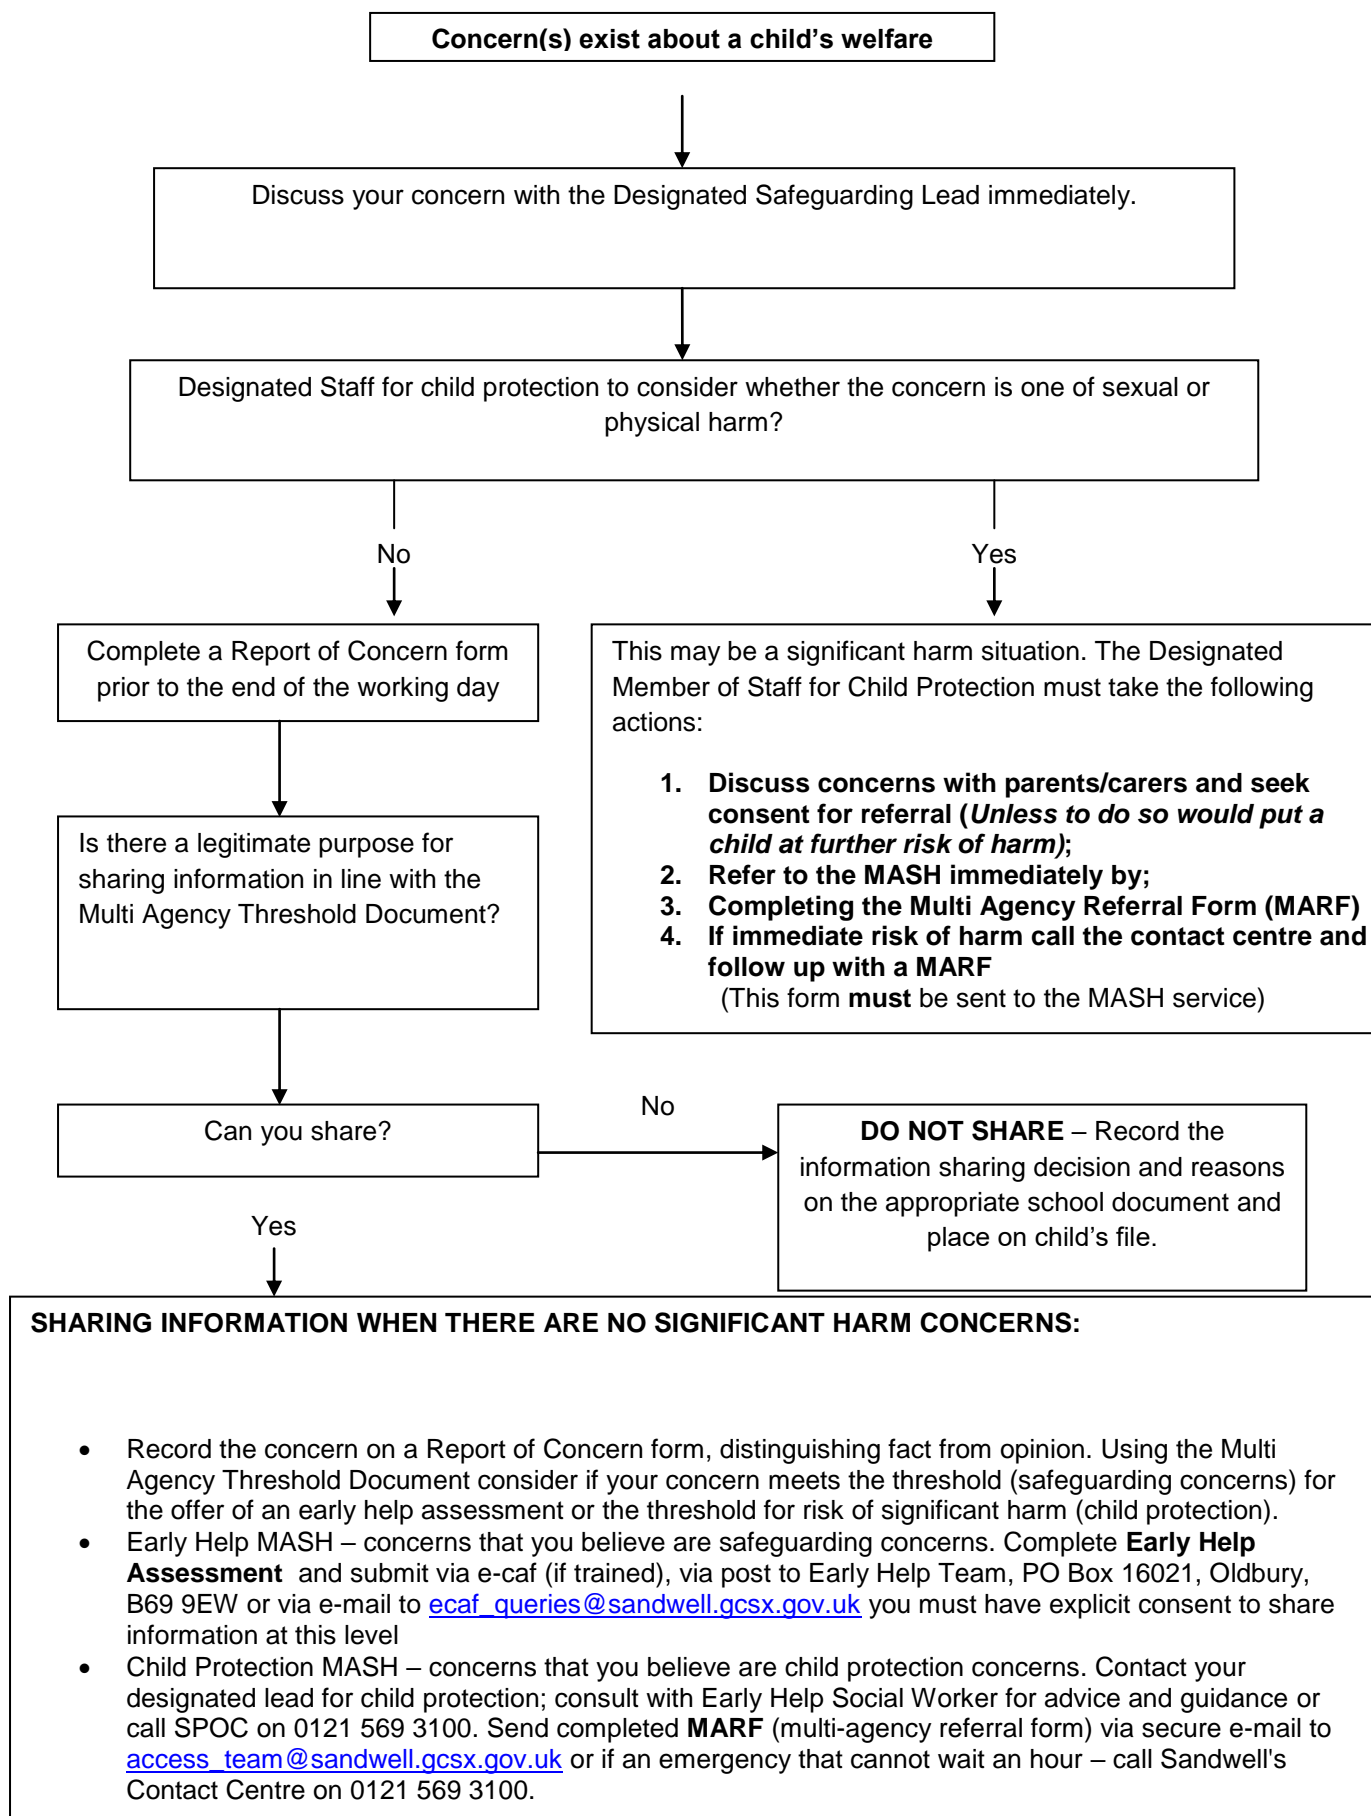 Concern(s) exist about a child's welfare
Discuss your concern with the Designated Safeguarding Lead immediately.
Designated Staff for child protection to consider whether the concern is one of sexual or
physical harm?
No
Yes
Complete a Report of Concern form
prior to the end of the working day
This may be a significant harm situation. The Designated
Member of Staff for Child Protection must take the following
actions:
1. Discuss concerns with parents/carers and seek
consent for referral (Unless to do so would put a
child at further risk of harm);
2. Refer to the MASH immediately by;
3. Completing the Multi Agency Referral Form (MARF)
4. If immediate risk of harm call the contact centre and
follow up with a MARF
(This form must be sent to the MASH service)
Is there a legitimate purpose for
sharing information in line with the
Multi Agency Threshold Document?
Can you share?
No
DO NOT SHARE – Record the
information sharing decision and reasons
on the appropriate school document and
place on child's file.
Yes
SHARING INFORMATION WHEN THERE ARE NO SIGNIFICANT HARM CONCERNS:
• Record the concern on a Report of Concern form, distinguishing fact from opinion. Using the Multi
Agency Threshold Document consider if your concern meets the threshold (safeguarding concerns) for
the offer of an early help assessment or the threshold for risk of significant harm (child protection).
• Early Help MASH – concerns that you believe are safeguarding concerns. Complete Early Help
Assessment and submit via e-caf (if trained), via post to Early Help Team, PO Box 16021, Oldbury,
B69 9EW or via e-mail to ecaf_queries@sandwell.gcsx.gov.uk you must have explicit consent to share
information at this level
• Child Protection MASH – concerns that you believe are child protection concerns. Contact your
designated lead for child protection; consult with Early Help Social Worker for advice and guidance or
call SPOC on 0121 569 3100. Send completed MARF (multi-agency referral form) via secure e-mail to
access_team@sandwell.gcsx.gov.uk or if an emergency that cannot wait an hour – call Sandwell's
Contact Centre on 0121 569 3100.